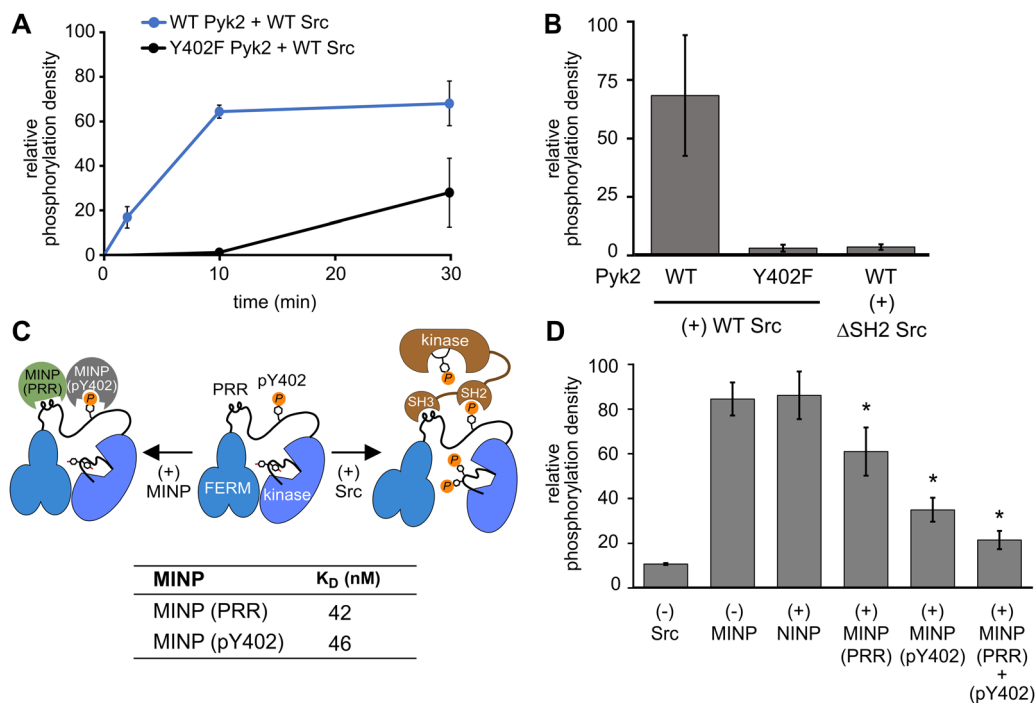 A
WT Pyk2 + WT Src
Y402F Pyk2 + WT Src
relative
phosphorylation density
100
80
60
40
20
0
0
10
20
30
time (min)
B
relative
phosphorylation density
100
75
50
25
0
Pyk2
WT
Y402F
WT
(+) WT Src
(+)
ΔSH2 Src
C
MINP
(PRR)
MINP
(pY402)
P
(+)
MINP
PRR
pY402
P
FERM
kinase
(+)
Src
kinase
P
SH3
SH2
P
P
P
MINP
K_D (nM)
MINP (PRR)
42
MINP (pY402)
46
D
relative
phosphorylation density
100
80
60
40
20
0
*
*
*
(-)
Src
(-)
MINP
(+)
NINP
(+)
MINP
(PRR)
(+)
MINP
(pY402)
(+)
MINP
(PRR)
+
(pY402)